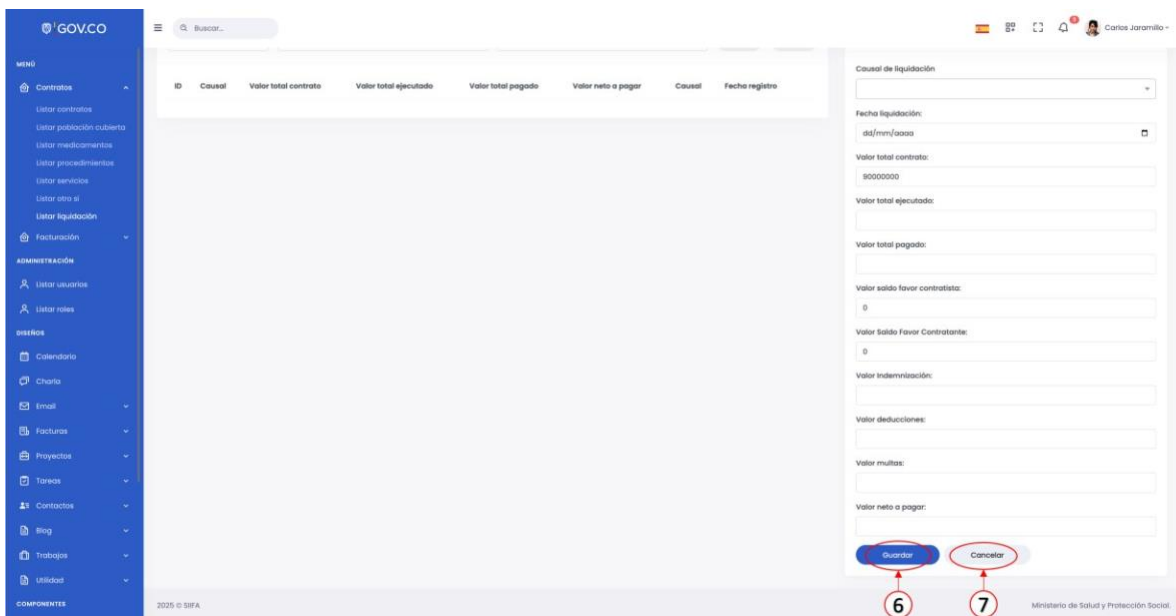 GOV.CO
Buscar...
9
Carlos Jaramillo
MENÚ
Contratos
Listar contratos
Listar población cubierta
Listar medicamentos
Listar procedimientos
Listar servicios
Listar otro sí
Listar liquidación
Facturación
ADMINISTRACIÓN
Listar usuarios
Listar roles
DISEÑOS
Calendario
Charla
Email
Facturas
Proyectos
Tareas
Contactos
Blog
Trabajos
Utilidad
COMPONENTES
ID Causal Valor total contrato Valor total ejecutado Valor total pagado Valor neto a pagar Causal Fecha registro
Causal de liquidación
Fecha liquidación:
dd/mm/aaaa
Valor total contrato:
90000000
Valor total ejecutado:
Valor total pagado:
Valor saldo favor contratista:
0
Valor Saldo Favor Contratante:
0
Valor Indemnización:
Valor deducciones:
Valor multas:
Valor neto a pagar:
Guardar Cancelar
6 7
2025 © SIIFA
Ministerio de Salud y Protección Social